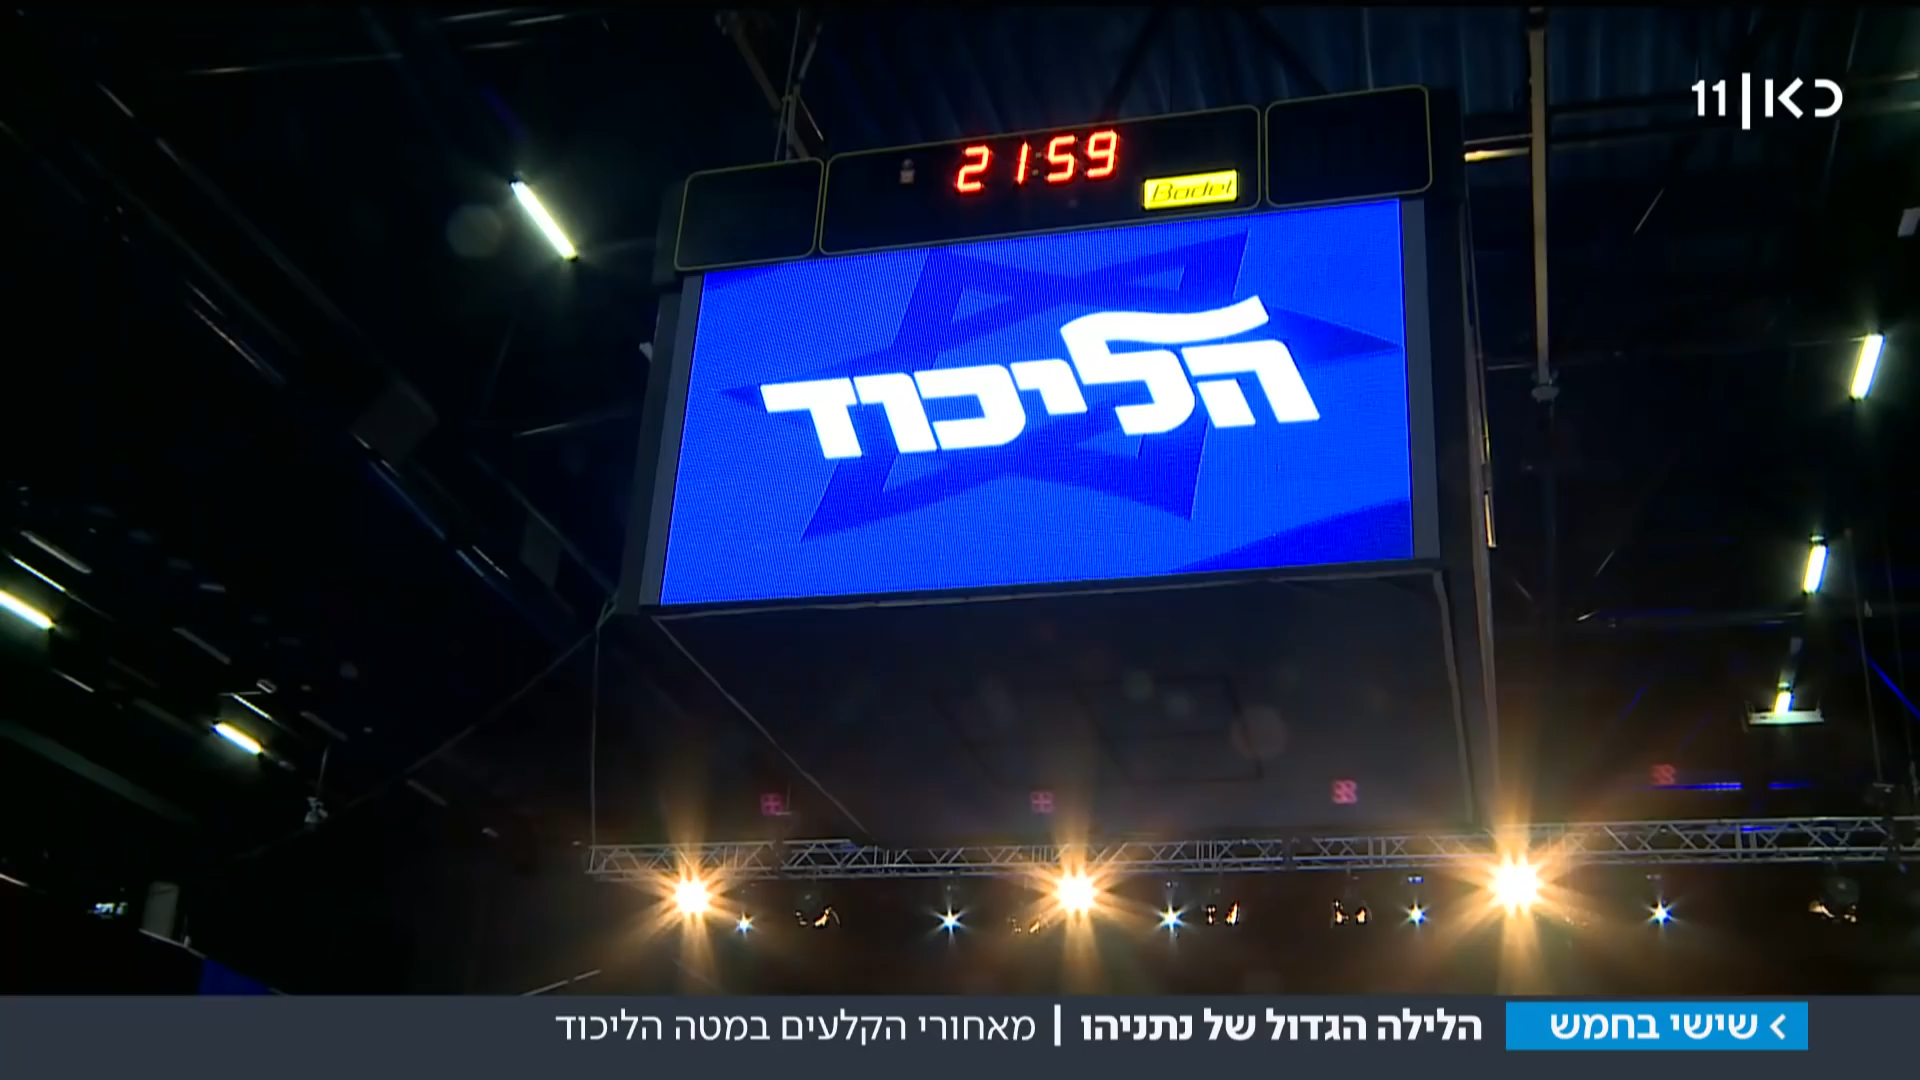 כאן 11
21:59
Bodet
הליכוד
שישי בחמש
הלילה הגדול של נתניהו | מאחורי הקלעים במטה הליכוד